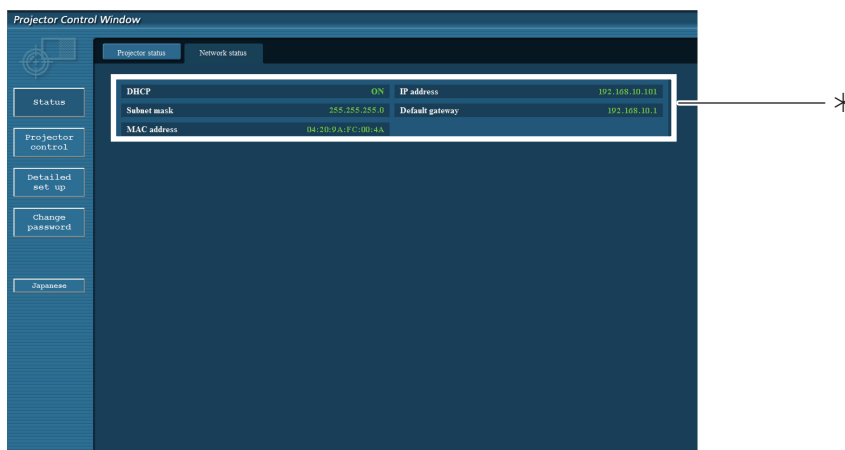 Projector Control Window
Projector status
Network status
Status
Projector
control
Detailed
set up
Change
password
Japanese
DHCP ON IP address 192.168.10.101
Subnet mask 255.255.255.0 Default gateway 192.168.10.1
MAC address 04:20:9A:FC:00:4A